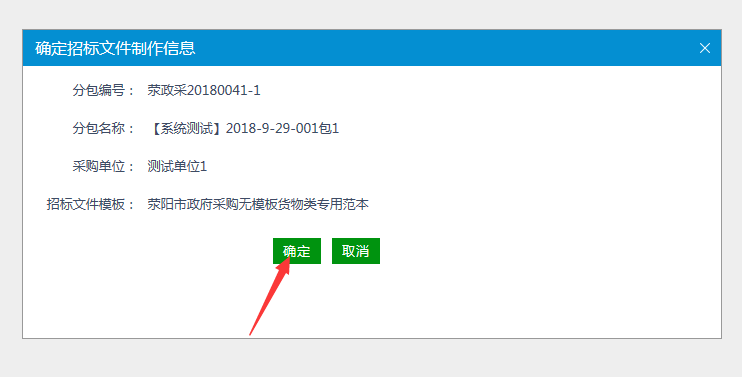 确定招标文件制作信息
分包编号： 荥政采20180041-1
分包名称： 【系统测试】2018-9-29-001包1
采购单位： 测试单位1
招标文件模板： 荥阳市政府采购无模板货物类专用范本
确定 取消